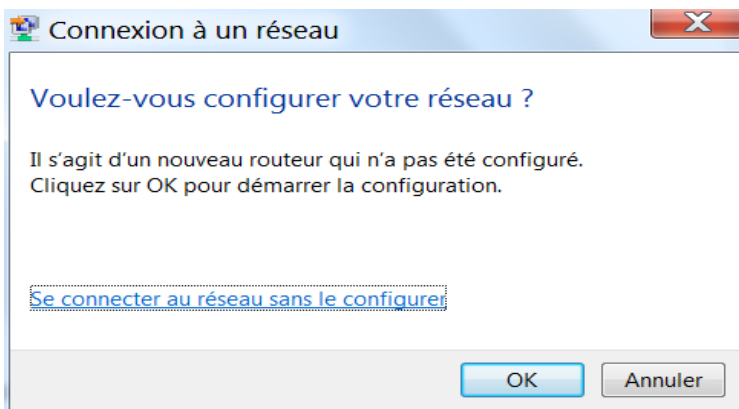 Connexion à un réseau
Voulez-vous configurer votre réseau ?
Il s'agit d'un nouveau routeur qui n'a pas été configuré.
Cliquez sur OK pour démarrer la configuration.
Se connecter au réseau sans le configurer
OK
Annuler